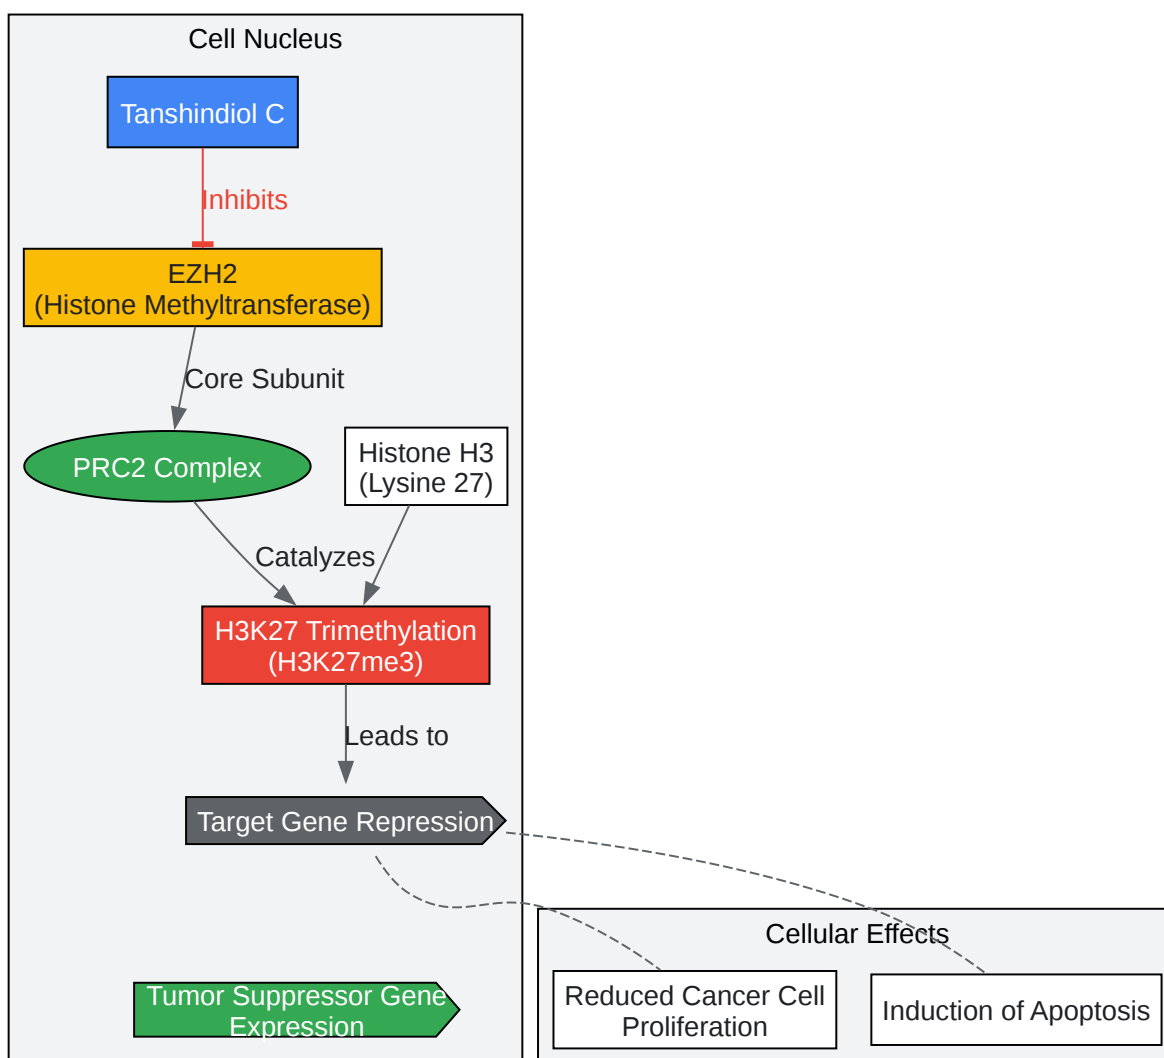 Cell Nucleus
Tanshindiol C
Inhibits
EZH2
(Histone Methyltransferase)
Core Subunit
PRC2 Complex
Histone H3
(Lysine 27)
Catalyzes
H3K27 Trimethylation
(H3K27me3)
Leads to
Target Gene Repression
Cellular Effects
Tumor Suppressor Gene
Expression
Reduced Cancer Cell
Proliferation
Induction of Apoptosis